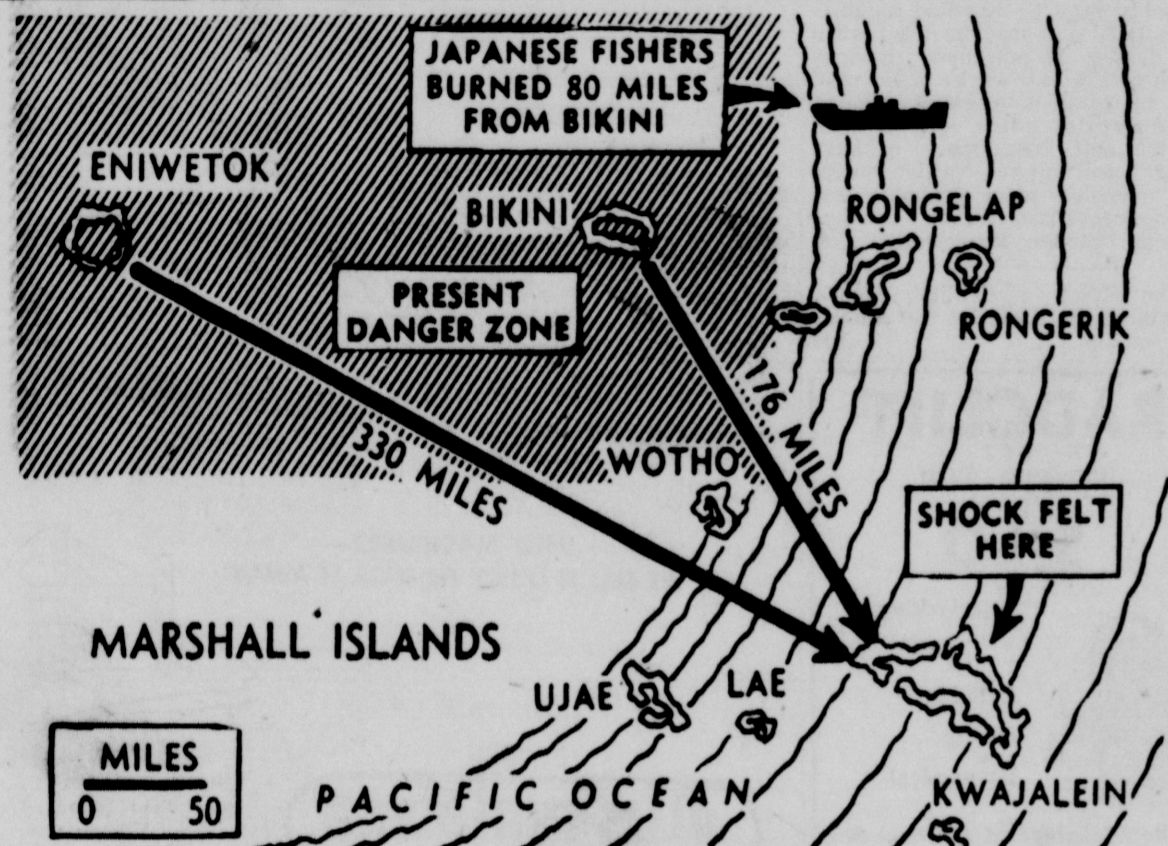 JAPANESE FISHERS
BURNED 80 MILES
FROM BIKINI
ENIWETOK
BIKINI
RONGELAP
PRESENT
DANGER ZONE
RONGERIK
176 MILES
330 MILES
WOTHO
SHOCK FELT
HERE
MARSHALL ISLANDS
UJAE
LAE
MILES
0 50
PACIFIC OCEAN
KWAJALEIN